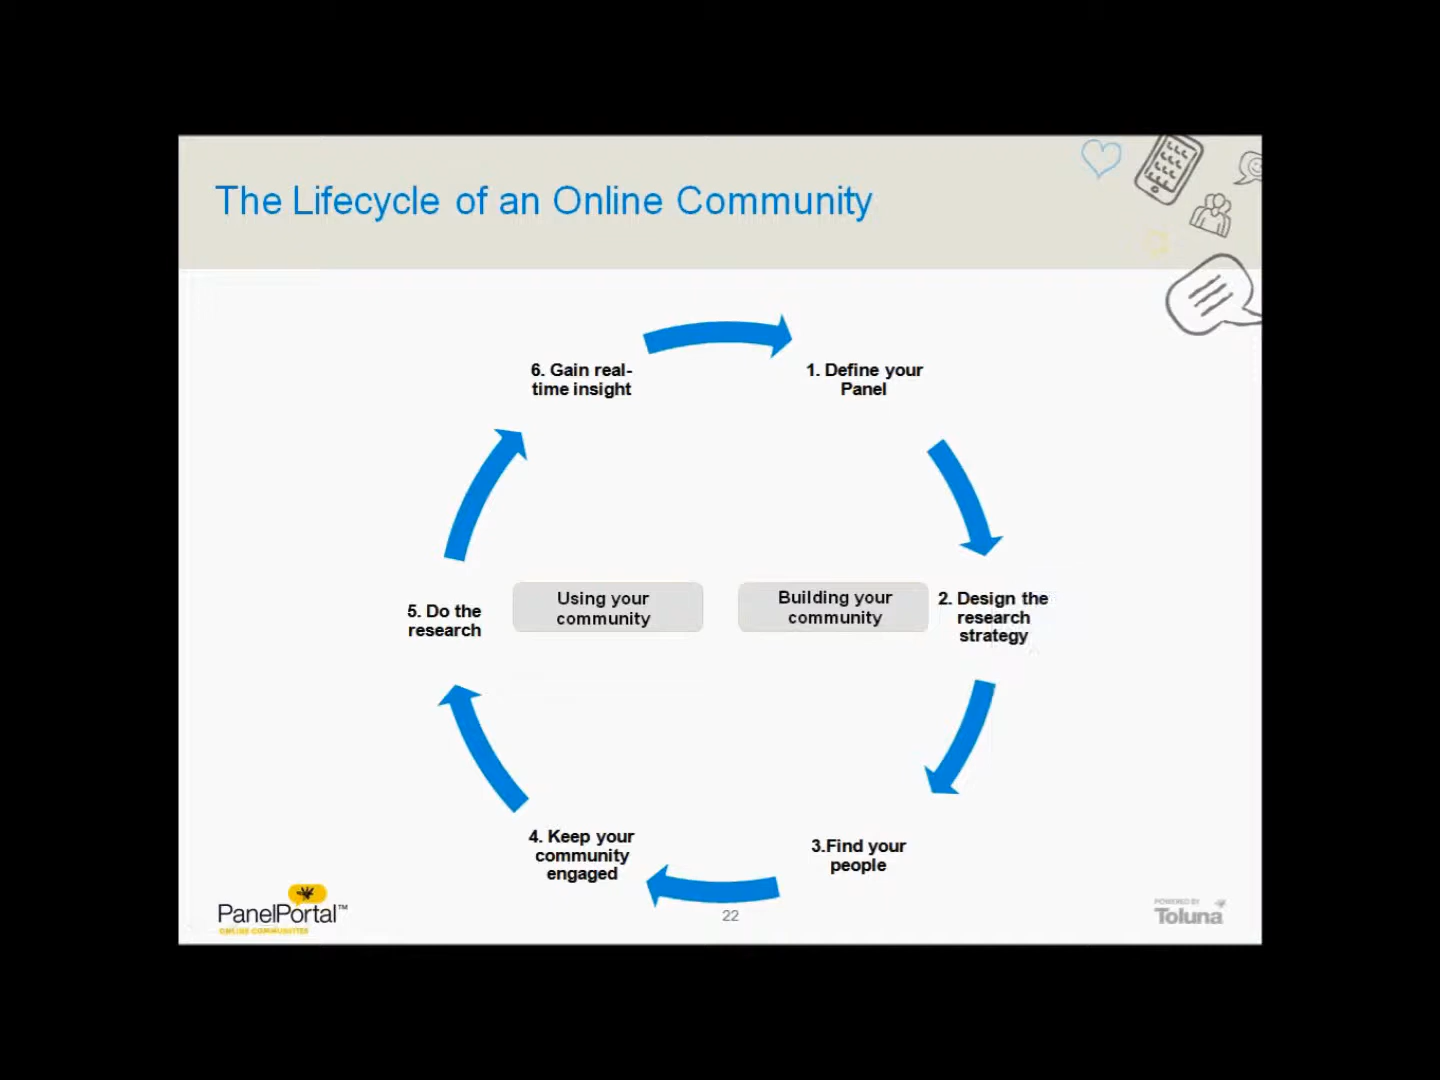 The Lifecycle of an Online Community
6. Gain real-
time insight
1. Define your
Panel
5. Do the
research
Using your
community
Building your
community
2. Design the
research
strategy
4. Keep your
community
engaged
3.Find your
people
PanelPortal™
ONLINE COMMUNITIES
22
POWERED BY
Toluna